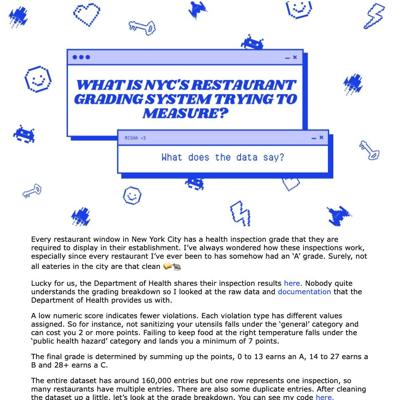 WHAT IS NYC'S RESTAURANT
GRADING SYSTEM TRYING TO
MEASURE?
What does the data say?
Every restaurant window in New York City has a health inspection grade that they are
required to display in their establishment. I've always wondered how these inspections work,
especially since every restaurant I've ever been to has somehow had an 'A' grade. Surely, not
all eateries in the city are that clean
Lucky for us, the Department of Health shares their inspection results here. Nobody quite
understands the grading breakdown so I looked at the raw data and documentation that the
Department of Health provides us with.
A low numeric score indicates fewer violations. Each violation type has different values
assigned. So for instance, not sanitizing your utensils falls under the 'general' category and
can cost you 2 or more points. Failing to keep food at the right temperature falls under the
'public health hazard' category and lands you a minimum of 7 points.
The final grade is determined by summing up the points, 0 to 13 earns an A, 14 to 27 earns a
B and 28+ earns a C.
The entire dataset has around 160,000 entries but one row represents one inspection, so
many restaurants have multiple entries. There are also some duplicate entries. After cleaning
the dataset up a little, let's look at the grade breakdown. You can see my code here.